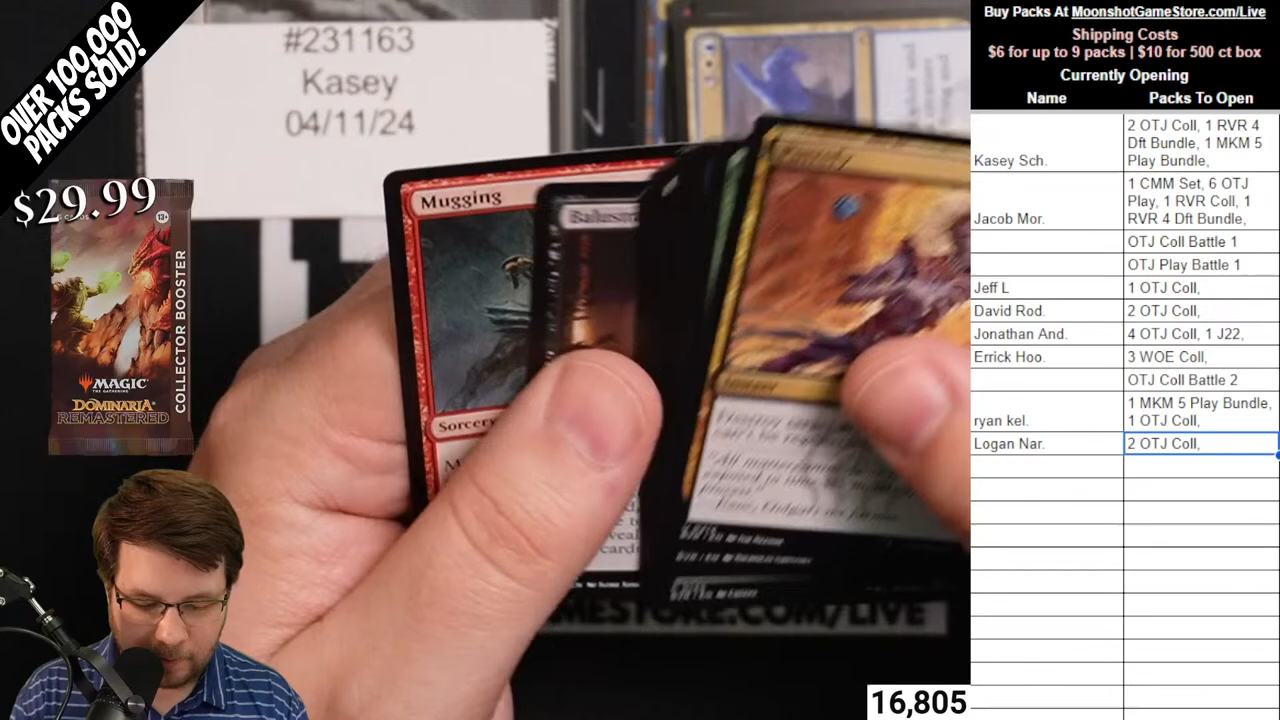 OVER 100,000
PACKS SOLD!
$29.99
13+
MAGIC
THE GATHERING
DOMINARIA
REMASTERED
COLLECTOR BOOSTER
#231163
Kasey
04/11/24
Mugging
Sorcery
GAMESTORE.COM/LIVE
16,805
Buy Packs At MoonshotGameStore.com/Live
Shipping Costs
$6 for up to 9 packs | $10 for 500 ct box
Currently Opening
Name Packs To Open
Kasey Sch. 2 OTJ Coll, 1 RVR 4
Dft Bundle, 1 MKM 5
Play Bundle,
Jacob Mor. 1 CMM Set, 6 OTJ
Play, 1 RVR Coll, 1
RVR 4 Dft Bundle,
OTJ Coll Battle 1
OTJ Play Battle 1
Jeff L 1 OTJ Coll,
David Rod. 2 OTJ Coll,
Jonathan And. 4 OTJ Coll, 1 J22,
Errick Hoo. 3 WOE Coll,
OTJ Coll Battle 2
ryan kel. 1 MKM 5 Play Bundle,
1 OTJ Coll,
Logan Nar. 2 OTJ Coll,